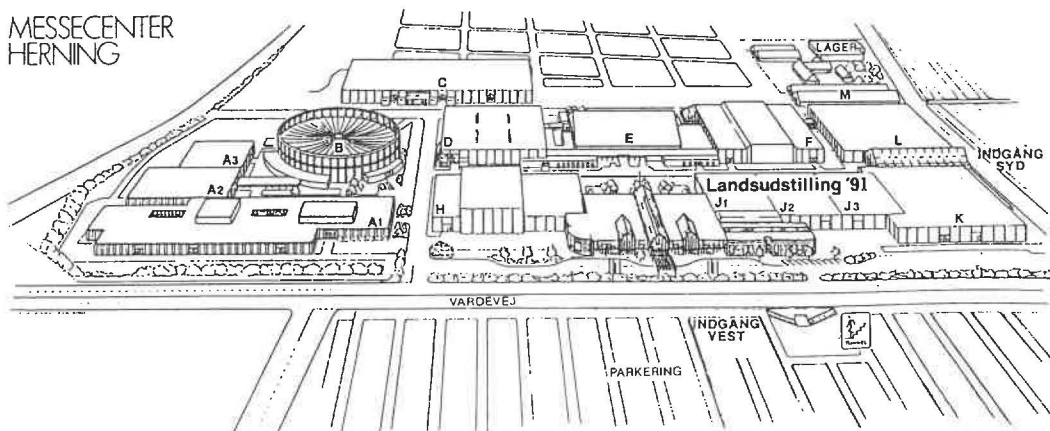 MESSECENTER
HERNING
LAGER
C
M
B
D
E
F
L
A3
INDGANG
SYD
A2
Landsudstilling '91
H
J1
J2
J3
K
A1
VARDEVEJ
INDGANG
VEST
PARKERING